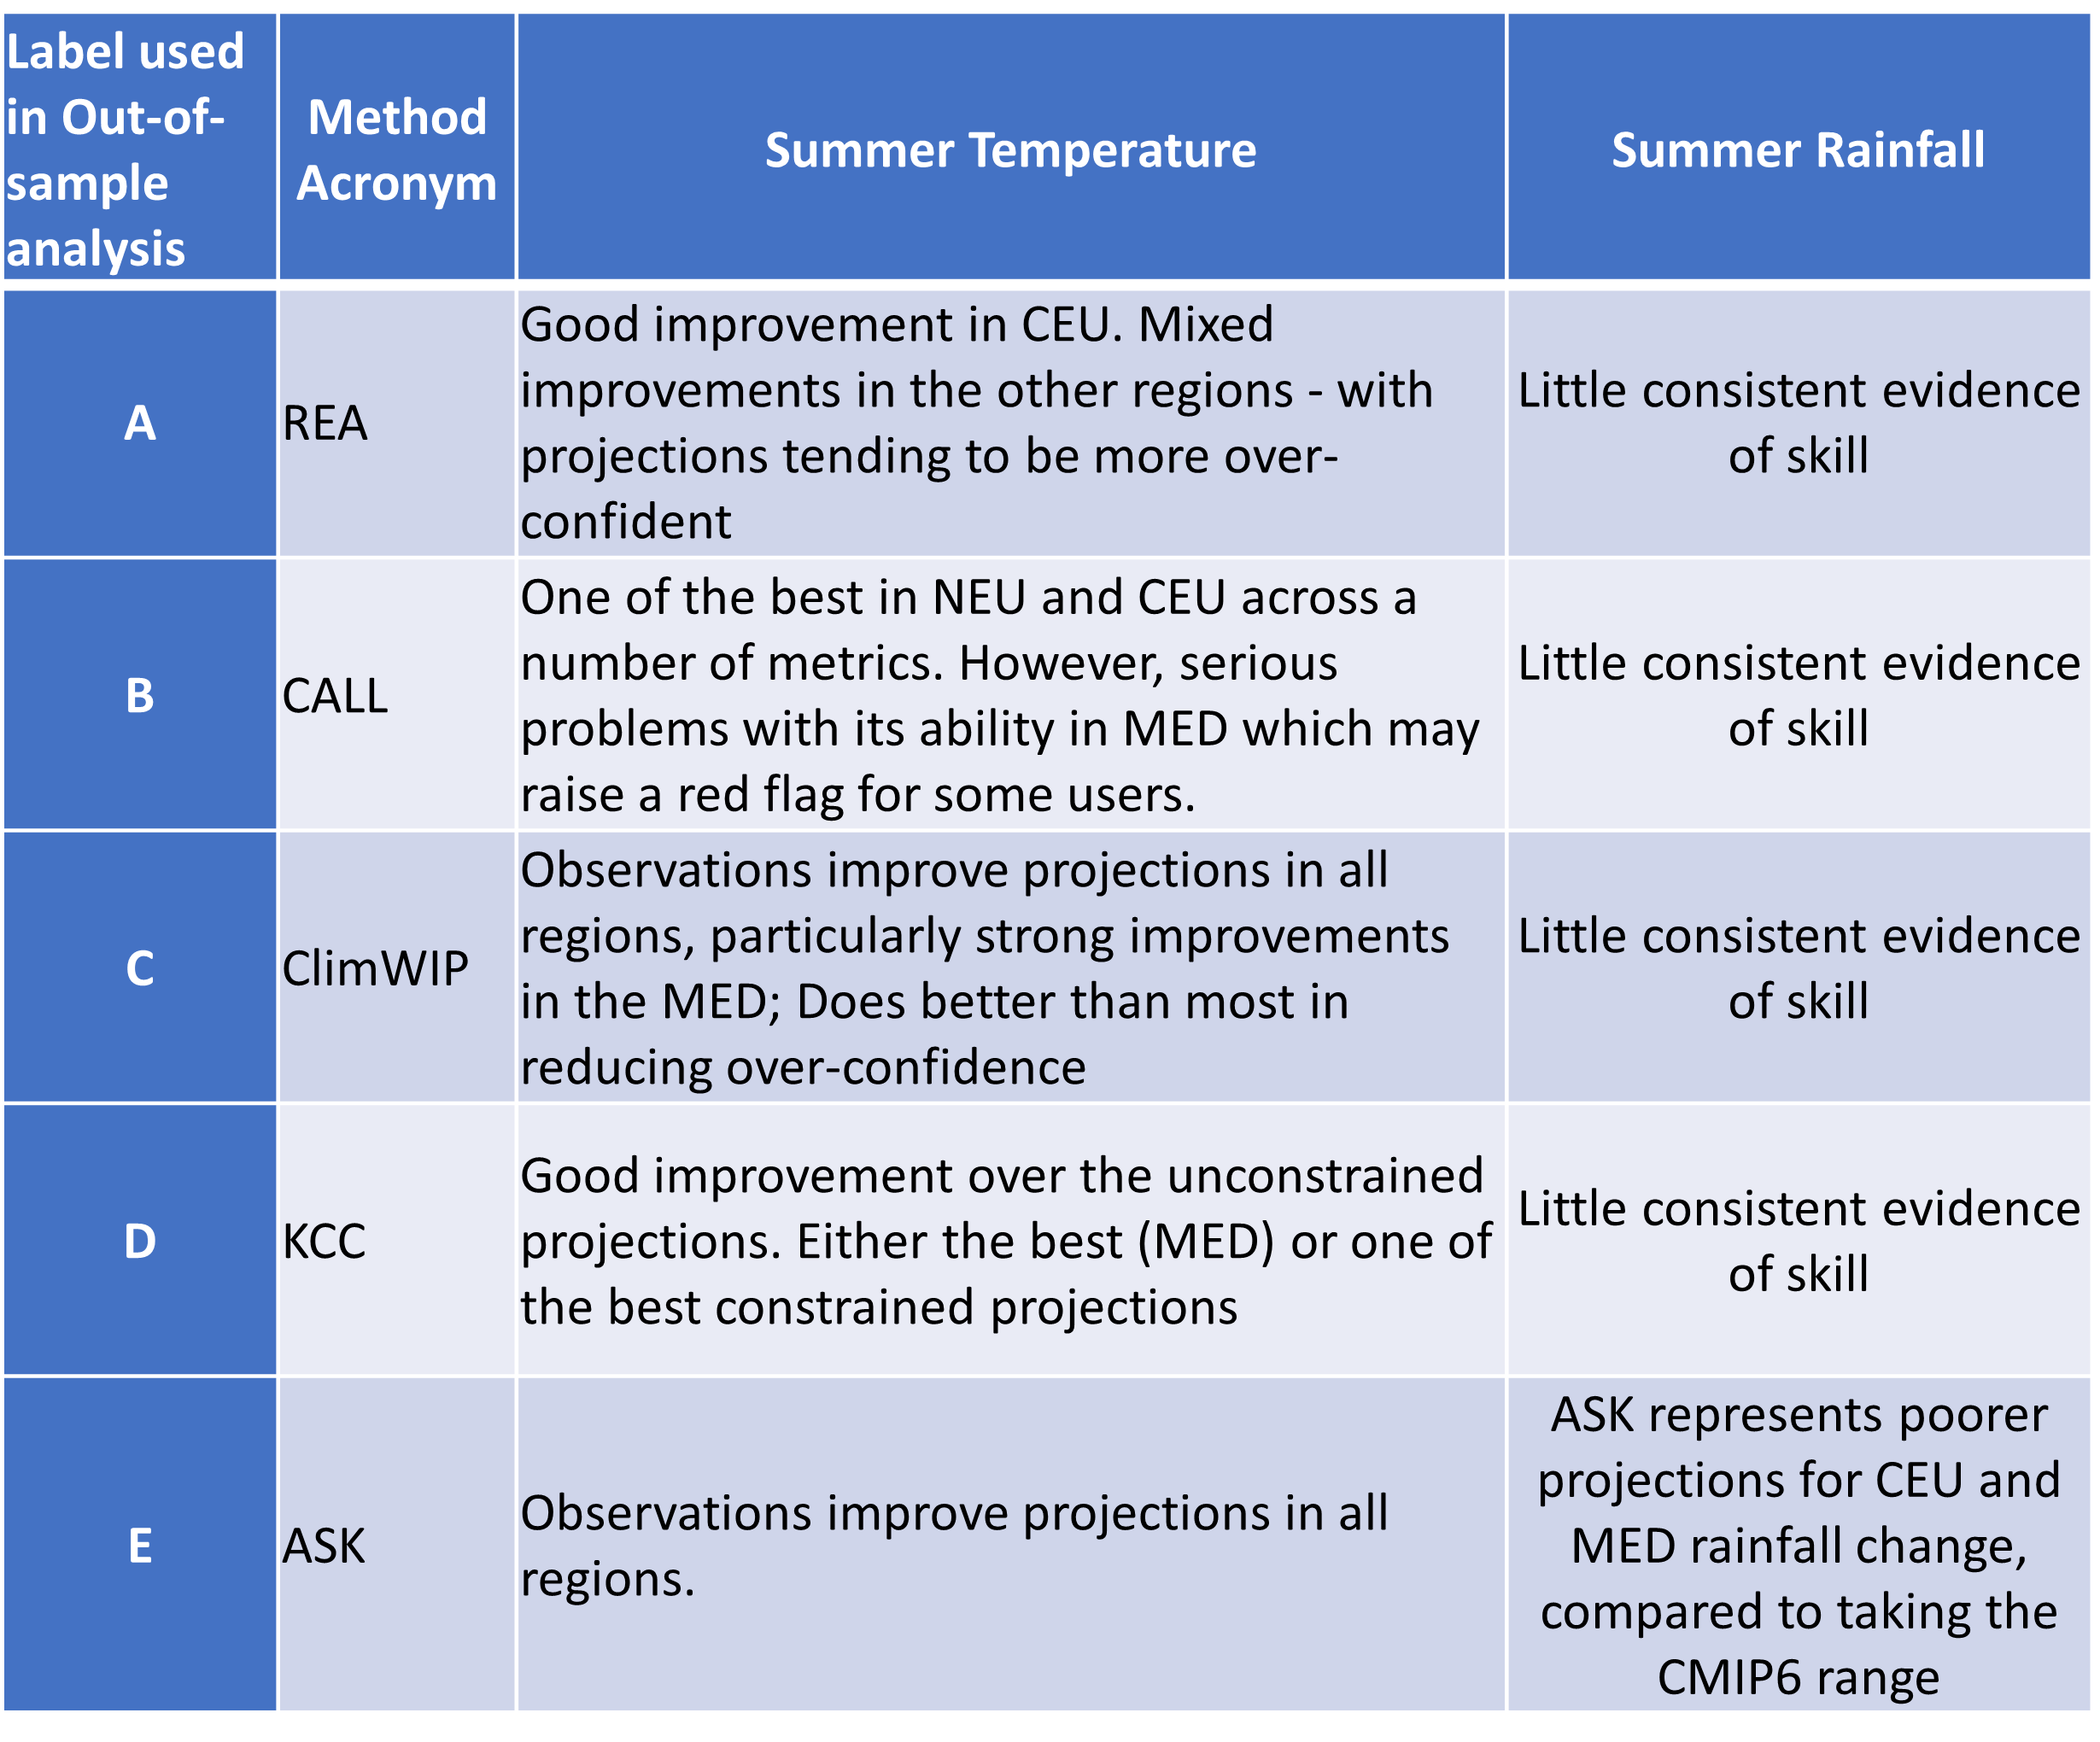 Label used
in Out-of-
sample
analysis
Method
Acronym
Summer Temperature
Summer Rainfall
A
REA
Good improvement in CEU. Mixed
improvements in the other regions - with
projections tending to be more over-
confident
Little consistent evidence
of skill
B
CALL
One of the best in NEU and CEU across a
number of metrics. However, serious
problems with its ability in MED which may
raise a red flag for some users.
Little consistent evidence
of skill
C
ClimWIP
Observations improve projections in all
regions, particularly strong improvements
in the MED; Does better than most in
reducing over-confidence
Little consistent evidence
of skill
D
KCC
Good improvement over the unconstrained
projections. Either the best (MED) or one of
the best constrained projections
Little consistent evidence
of skill
E
ASK
Observations improve projections in all
regions.
ASK represents poorer
projections for CEU and
MED rainfall change,
compared to taking the
CMIP6 range